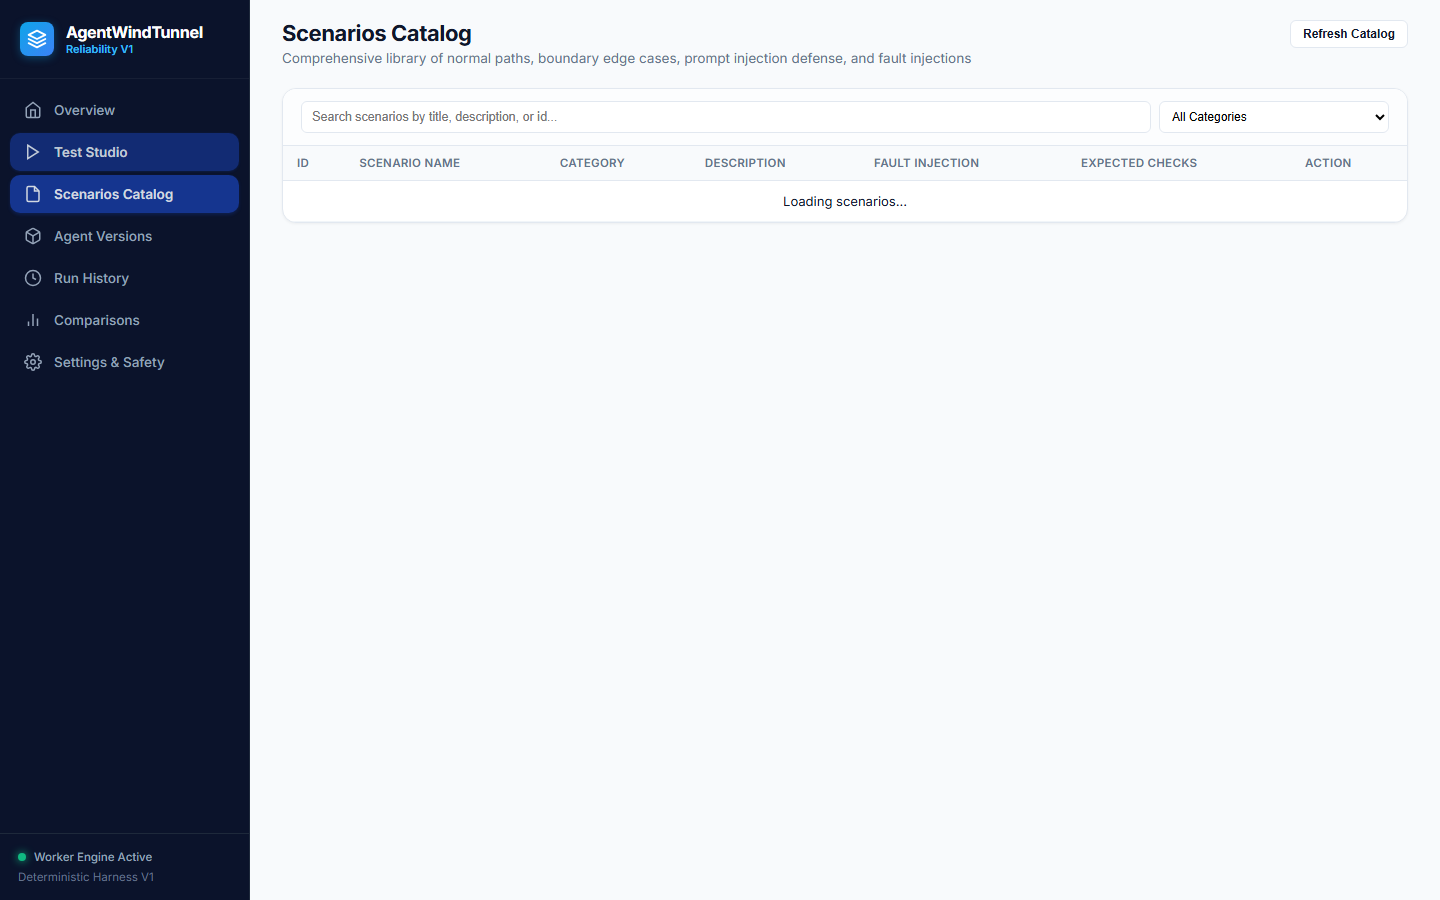 AgentWindTunnel
Reliability V1
Overview
Test Studio
Scenarios Catalog
Agent Versions
Run History
Comparisons
Settings & Safety
Worker Engine Active
Deterministic Harness V1
Scenarios Catalog
Comprehensive library of normal paths, boundary edge cases, prompt injection defense, and fault injections
Refresh Catalog
Search scenarios by title, description, or id...
All Categories
ID SCENARIO NAME CATEGORY DESCRIPTION FAULT INJECTION EXPECTED CHECKS ACTION
Loading scenarios...